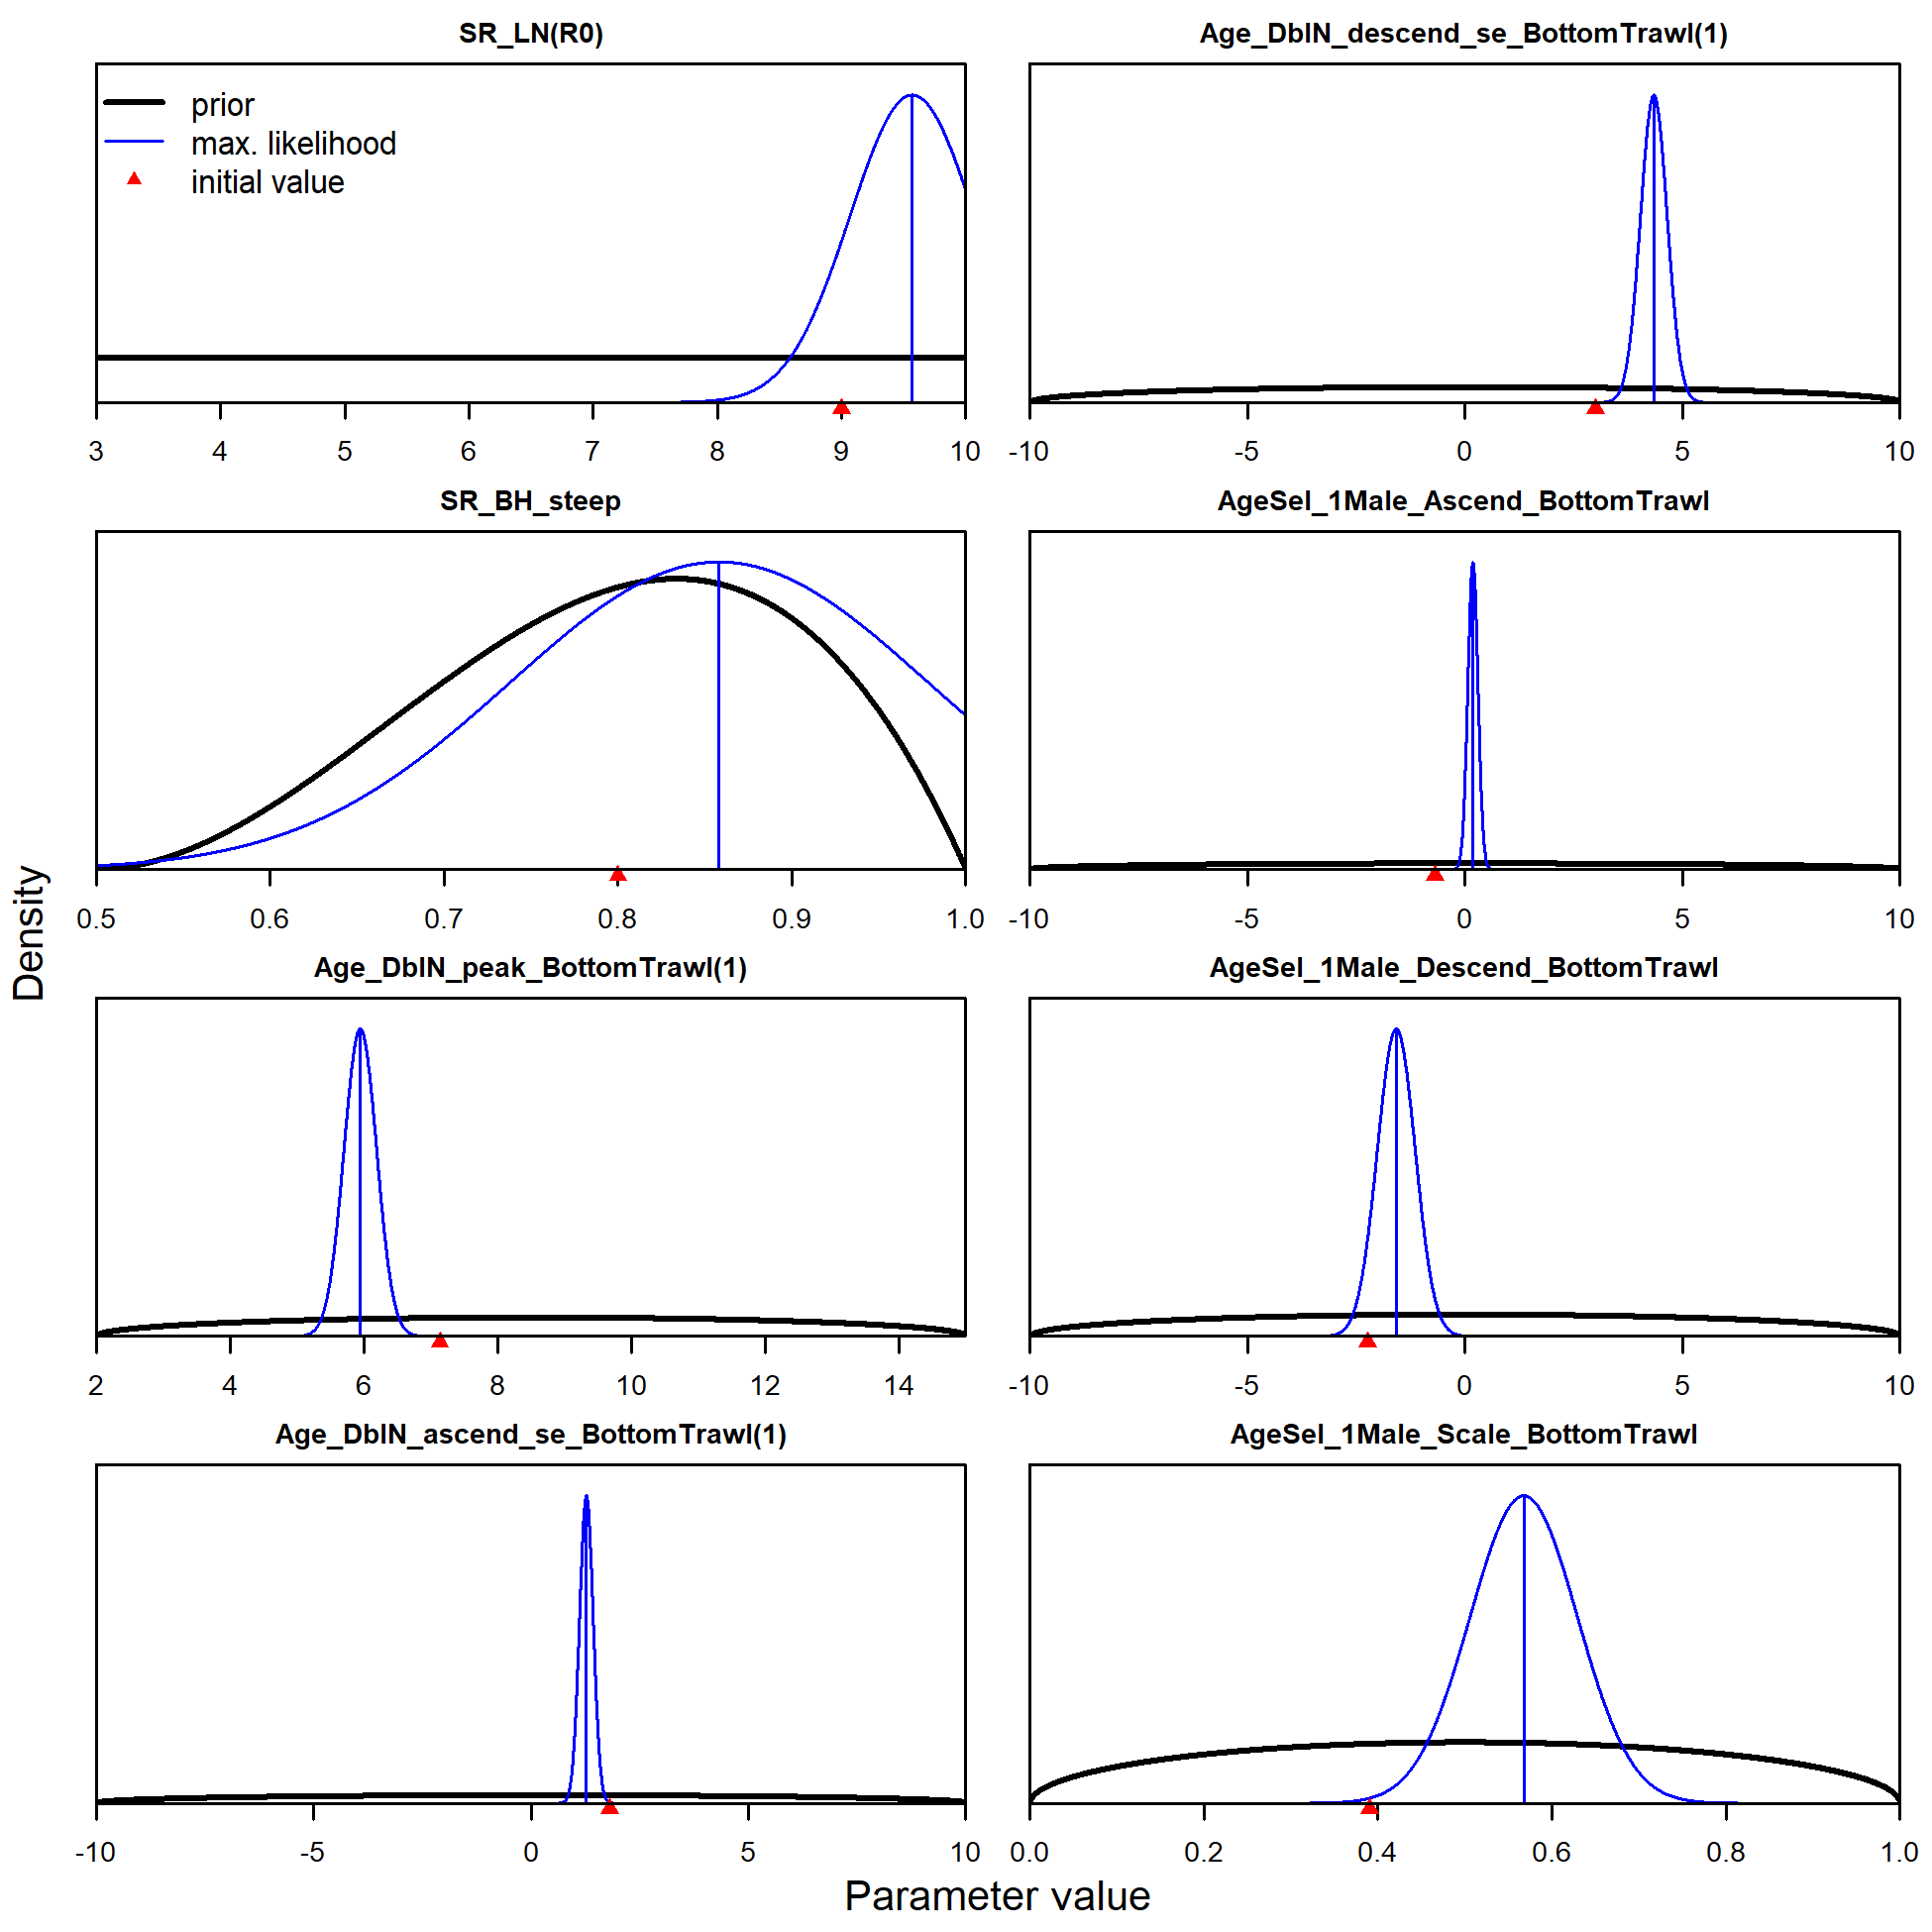 SR_LN(R0)
prior
max. likelihood
initial value
3 4 5 6 7 8 9 10
Age_DblN_descend_se_BottomTrawl(1)
-10 -5 0 5 10
SR_BH_steep
0.5 0.6 0.7 0.8 0.9 1.0
AgeSel_1Male_Ascend_BottomTrawl
-10 -5 0 5 10
Age_DblN_peak_BottomTrawl(1)
2 4 6 8 10 12 14
AgeSel_1Male_Descend_BottomTrawl
-10 -5 0 5 10
Age_DblN_ascend_se_BottomTrawl(1)
-10 -5 0 5 10
AgeSel_1Male_Scale_BottomTrawl
0.0 0.2 0.4 0.6 0.8 1.0
Density
Parameter value